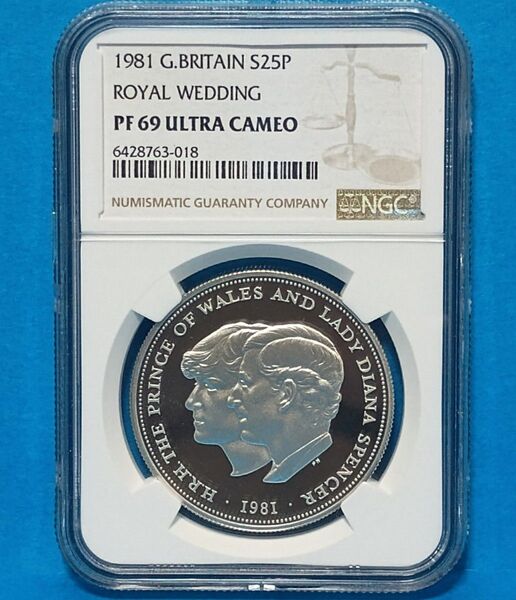 1981 G.BRITAIN S25P
ROYAL WEDDING
PF 69 ULTRA CAMEO
6428763-018
NUMISMATIC GUARANTY COMPANY
NGC
H.R.H. THE PRINCE OF WALES AND LADY DIANA SPENCER
· 1981 ·